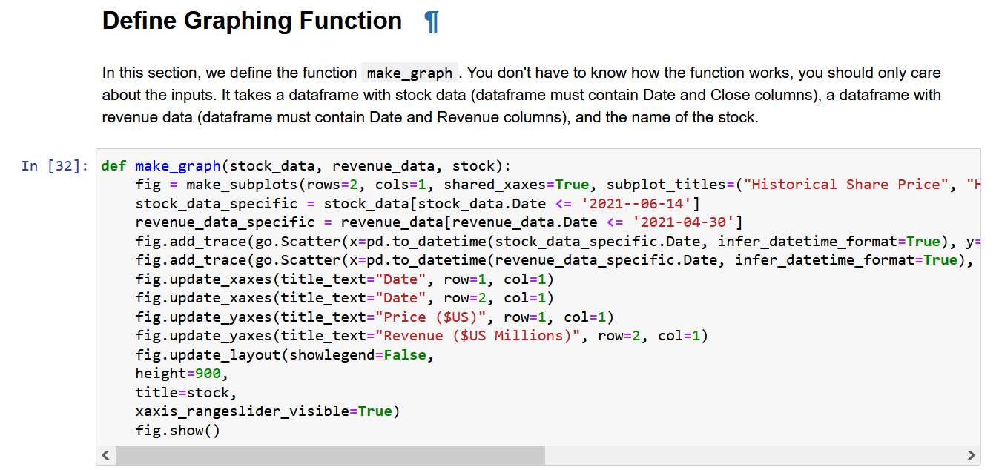 Define Graphing Function ¶
In this section, we define the function make_graph. You don't have to know how the function works, you should only care
about the inputs. It takes a dataframe with stock data (dataframe must contain Date and Close columns), a dataframe with
revenue data (dataframe must contain Date and Revenue columns), and the name of the stock.
In [32]: def make_graph(stock_data, revenue_data, stock):
    fig = make_subplots(rows=2, cols=1, shared_xaxes=True, subplot_titles=("Historical Share Price", "H
    stock_data_specific = stock_data[stock_data.Date <= '2021--06-14']
    revenue_data_specific = revenue_data[revenue_data.Date <= '2021-04-30']
    fig.add_trace(go.Scatter(x=pd.to_datetime(stock_data_specific.Date, infer_datetime_format=True), y=
    fig.add_trace(go.Scatter(x=pd.to_datetime(revenue_data_specific.Date, infer_datetime_format=True),
    fig.update_xaxes(title_text="Date", row=1, col=1)
    fig.update_xaxes(title_text="Date", row=2, col=1)
    fig.update_yaxes(title_text="Price ($US)", row=1, col=1)
    fig.update_yaxes(title_text="Revenue ($US Millions)", row=2, col=1)
    fig.update_layout(showlegend=False,
    height=900,
    title=stock,
    xaxis_rangeslider_visible=True)
    fig.show()